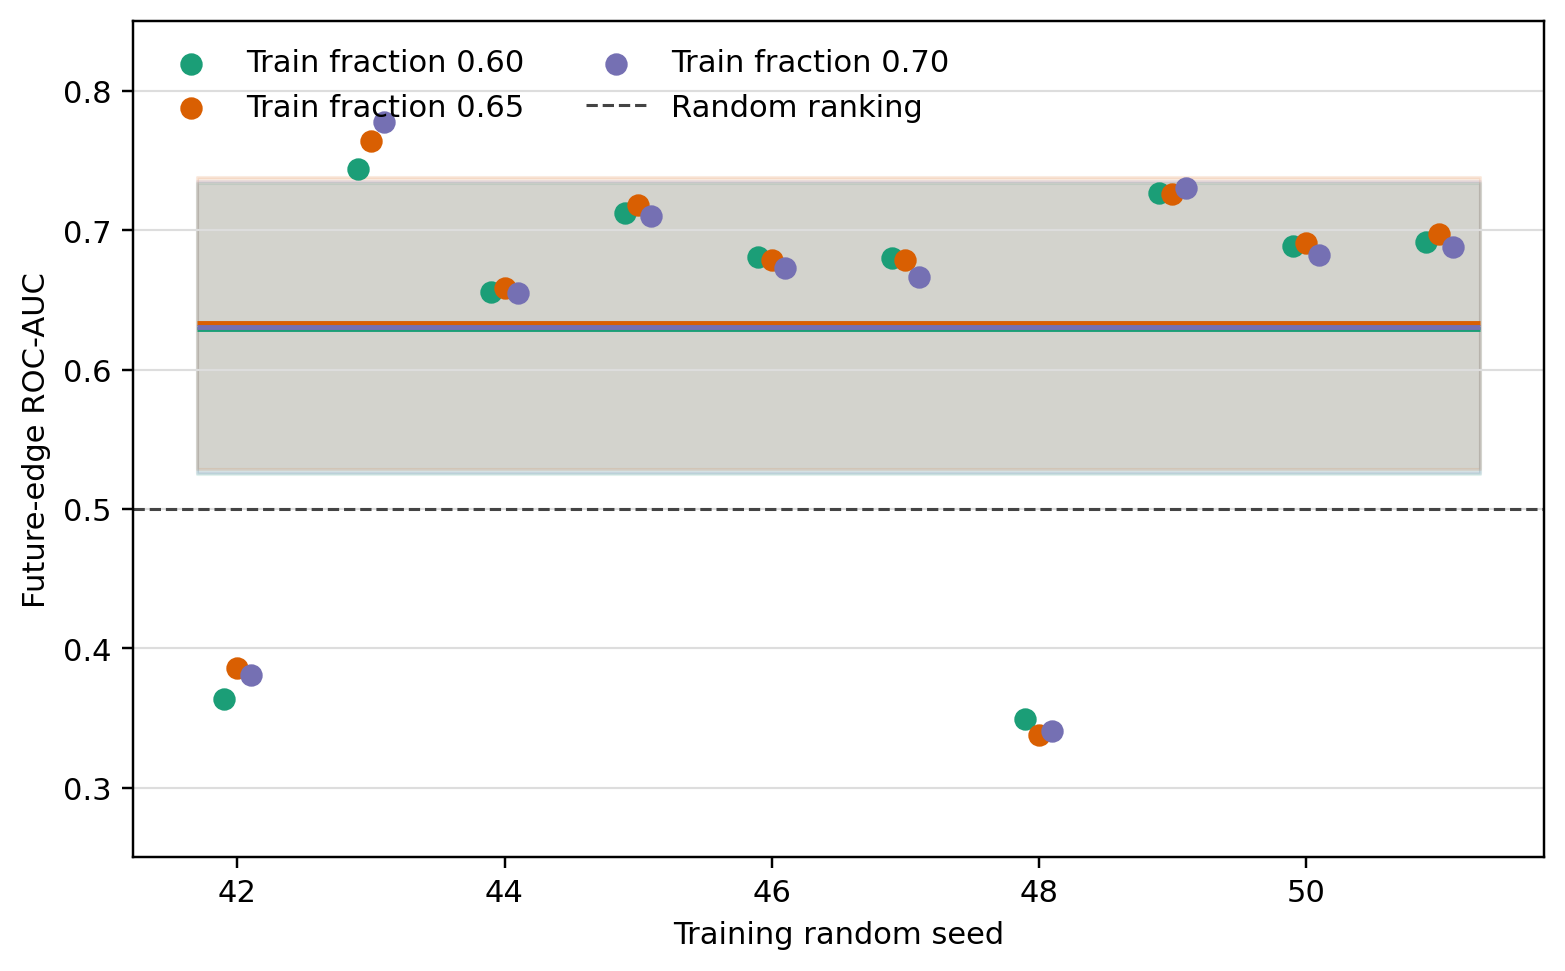 Train fraction 0.60
Train fraction 0.65
Train fraction 0.70
Random ranking
Future-edge ROC-AUC
0.8
0.7
0.6
0.5
0.4
0.3
42 44 46 48 50
Training random seed